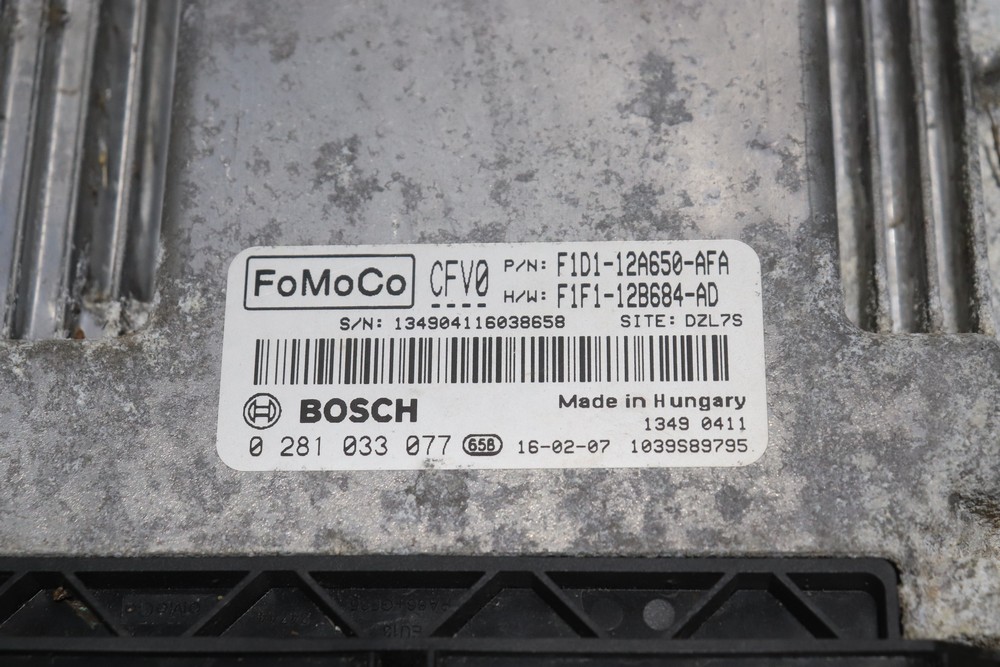 FoMoCo CFV0 P/N: F1D1-12A650-AFA
H/W: F1F1-12B684-AD
S/N: 134904116038658 SITE: DZL7S
BOSCH Made in Hungary
1349 0411
0 281 033 077 65B 16-02-07 1039S89795